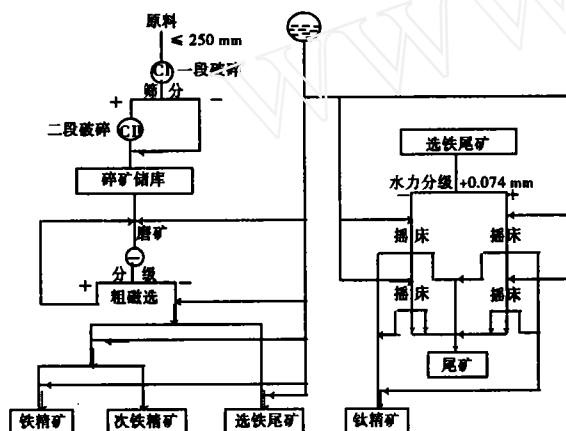 原料
≤ 250 mm
CI 一段破碎
筛 分
+ −
二段破碎 CII
碎矿储库
磨矿
分 级
+ −
粗磁选
铁精矿
次铁精矿
选铁尾矿
选铁尾矿
水力分级 +0.074 mm
− +
摇 床
摇 床
摇 床
摇 床
尾矿
钛精矿
WWW